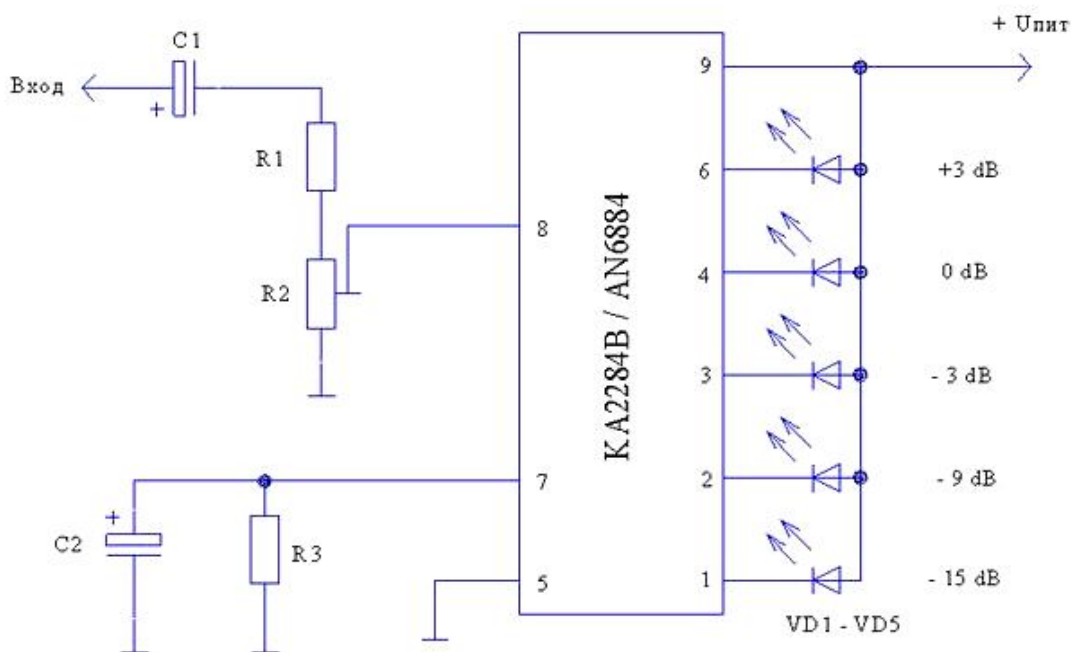 C1
+ Uпит
Вход
+
R1
R2
8
7
5
C2
+
R3
KA2284B / AN6884
9
6
+3 dB
4
0 dB
3
- 3 dB
2
- 9 dB
1
- 15 dB
VD1 - VD5